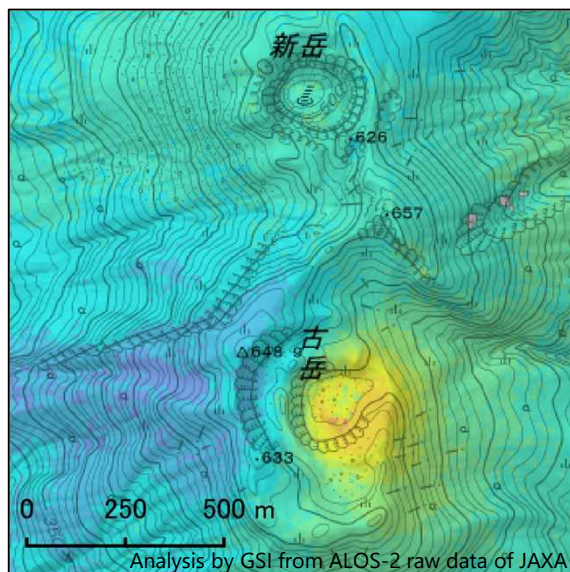 新岳
626
657
古岳
648
633
0 250 500 m
Analysis by GSI from ALOS-2 raw data of JAXA